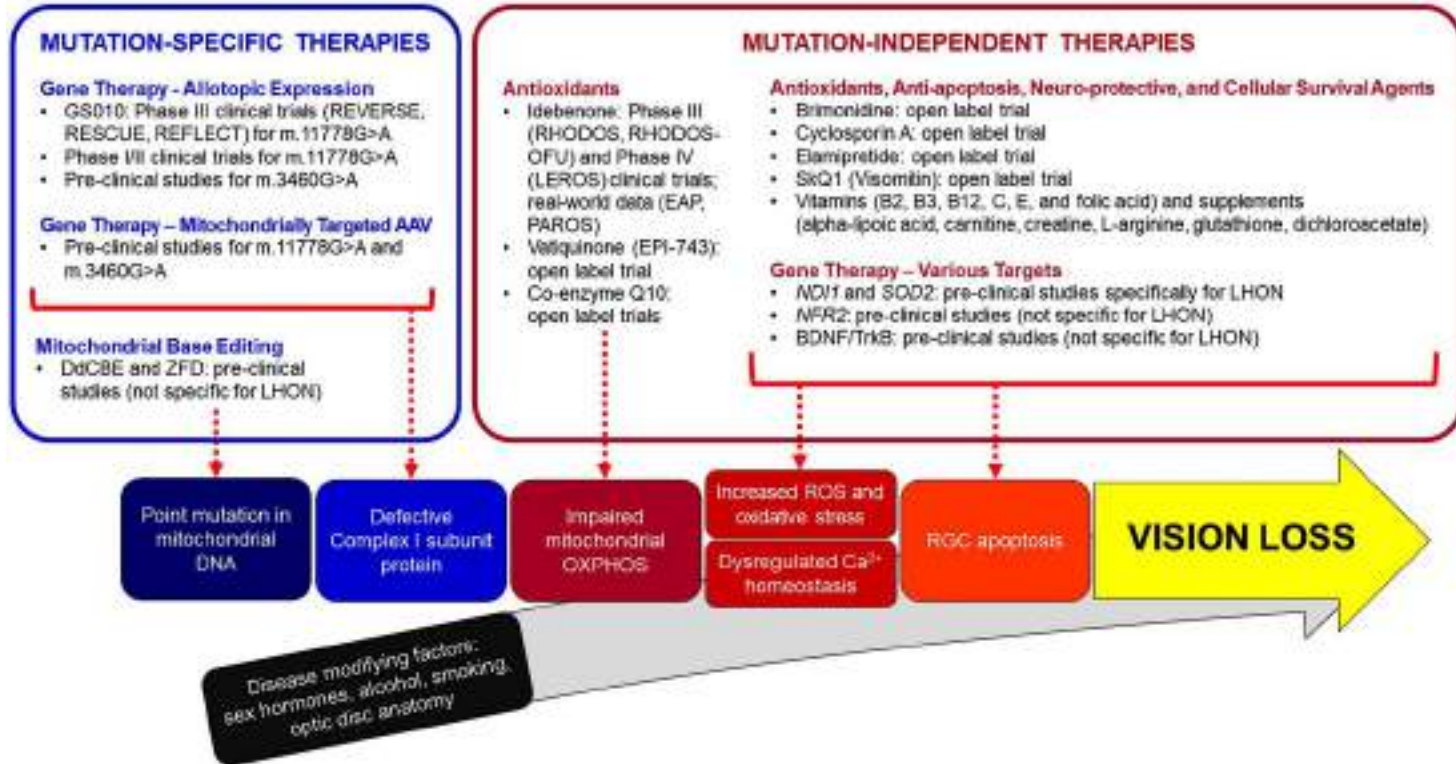 MUTATION-SPECIFIC THERAPIES
Gene Therapy - Allotopic Expression
• GS010: Phase III clinical trials (REVERSE,
RESCUE, REFLECT) for m.11778G>A
• Phase I/II clinical trials for m.11778G>A
• Pre-clinical studies for m.3460G>A
Gene Therapy – Mitochondrially Targeted AAV
• Pre-clinical studies for m.11778G>A and
m.3460G>A
Mitochondrial Base Editing
• DdCBE and ZFD: pre-clinical
studies (not specific for LHON)
MUTATION-INDEPENDENT THERAPIES
Antioxidants
• Idebenone: Phase III
(RHODOS, RHODOS-
OFU) and Phase IV
(LEROS) clinical trials;
real-world data (EAP,
PAROS)
• Vatiquinone (EPI-743):
open label trial
• Co-enzyme Q10:
open label trials
Antioxidants, Anti-apoptosis, Neuro-protective, and Cellular Survival Agents
• Brimonidine: open label trial
• Cyclosporin A: open label trial
• Elamipretide: open label trial
• SkQ1 (Visomitin): open label trial
• Vitamins (B2, B3, B12, C, E, and folic acid) and supplements
(alpha-lipoic acid, carnitine, creatine, L-arginine, glutathione, dichloroacetate)
Gene Therapy – Various Targets
• NDI1 and SOD2: pre-clinical studies specifically for LHON
• NFR2: pre-clinical studies (not specific for LHON)
• BDNF/TrkB: pre-clinical studies (not specific for LHON)
Point mutation in
mitochondrial
DNA
Defective
Complex I subunit
protein
Impaired
mitochondrial
OXPHOS
Increased ROS and
oxidative stress
Dysregulated Ca²⁺
homeostasis
RGC apoptosis
VISION LOSS
Disease modifying factors:
sex hormones, alcohol, smoking,
optic disc anatomy